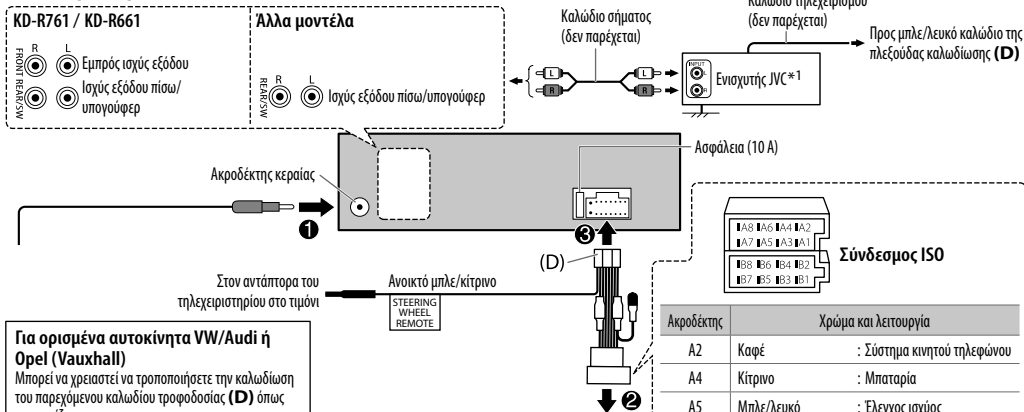 KD-R761 / KD-R661
R L
FRONT
REAR/SW
Εμπρός ισχύς εξόδου
Ισχύς εξόδου πίσω/
υπογούφερ
Άλλα μοντέλα
R L
REAR/SW
Ισχύς εξόδου πίσω/υπογούφερ
Καλώδιο σήματος
(δεν παρέχεται)
L
R
Καλώδιο τηλεχειρισμού
(δεν παρέχεται)
INPUT
L
R
Ενισχυτής JVC*1
Προς μπλε/λευκό καλώδιο της
πλεξούδας καλωδίωσης (D)
Ασφάλεια (10 A)
Ακροδέκτης κεραίας
1
3
(D)
Στον αντάπτορα του
τηλεχειριστηρίου στο τιμόνι
Ανοικτό μπλε/κίτρινο
STEERING
WHEEL
REMOTE
2
Για ορισμένα αυτοκίνητα VW/Audi ή
Opel (Vauxhall)
Μπορεί να χρειαστεί να τροποποιήσετε την καλωδίωση
του παρεχόμενου καλωδίου τροφοδοσίας (D) όπως
A8 A6 A4 A2
A7 A5 A3 A1
B8 B6 B4 B2
B7 B5 B3 B1
Σύνδεσμος ISO
Ακροδέκτης Χρώμα και λειτουργία
A2 Καφέ : Σύστημα κινητού τηλεφώνου
A4 Κίτρινο : Μπαταρία
A5 Μπλε/λευκό : Έλεγχος ισχύος